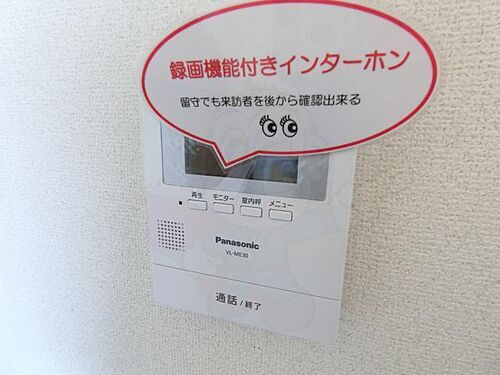 録画機能付きインターホン
留守でも来訪者を後から確認出来る
再生 モニター 室内呼 メニュー
Panasonic
VL-ME30
通話/終了